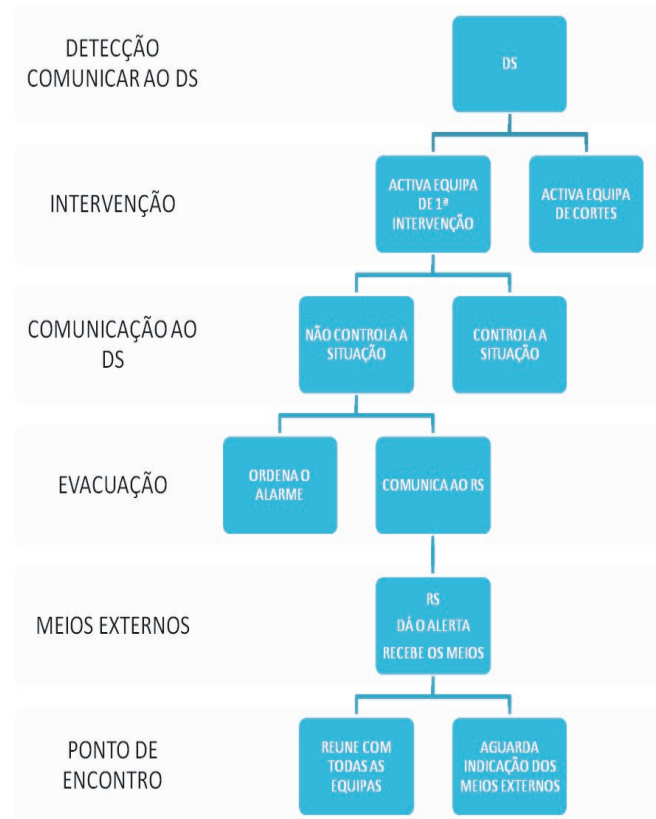 DETECÇÃO
COMUNICAR AO DS
DS
INTERVENÇÃO
ACTIVA EQUIPA
DE 1ª
INTERVENÇÃO
ACTIVA EQUIPA
DE CORTES
COMUNICAÇÃO AO
DS
NÃO CONTROLA A
SITUAÇÃO
CONTROLA A
SITUAÇÃO
EVACUAÇÃO
ORDENA O
ALARME
COMUNICA AO RS
MEIOS EXTERNOS
RS
DÁ O ALERTA
RECEBE OS MEIOS
PONTO DE
ENCONTRO
REUNE COM
TODAS AS
EQUIPAS
AGUARDA
INDICAÇÃO DOS
MEIOS EXTERNOS